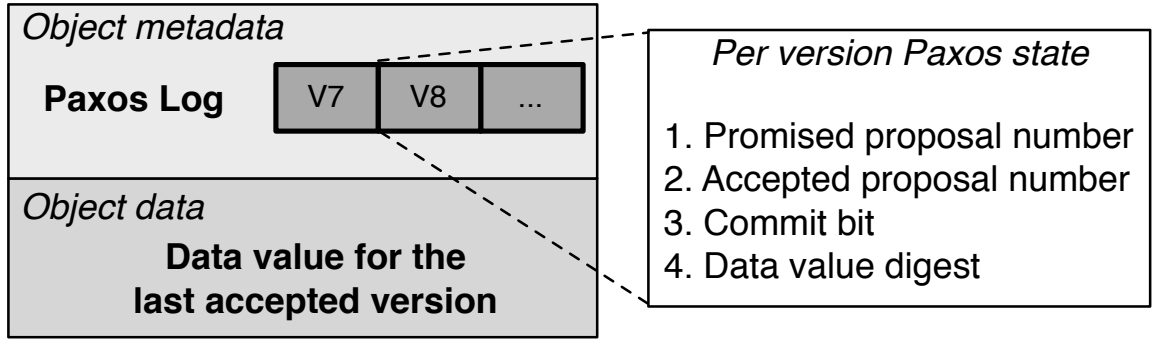 Object metadata
Paxos Log
V7 V8 ...
Object data
Data value for the
last accepted version
Per version Paxos state
1. Promised proposal number
2. Accepted proposal number
3. Commit bit
4. Data value digest